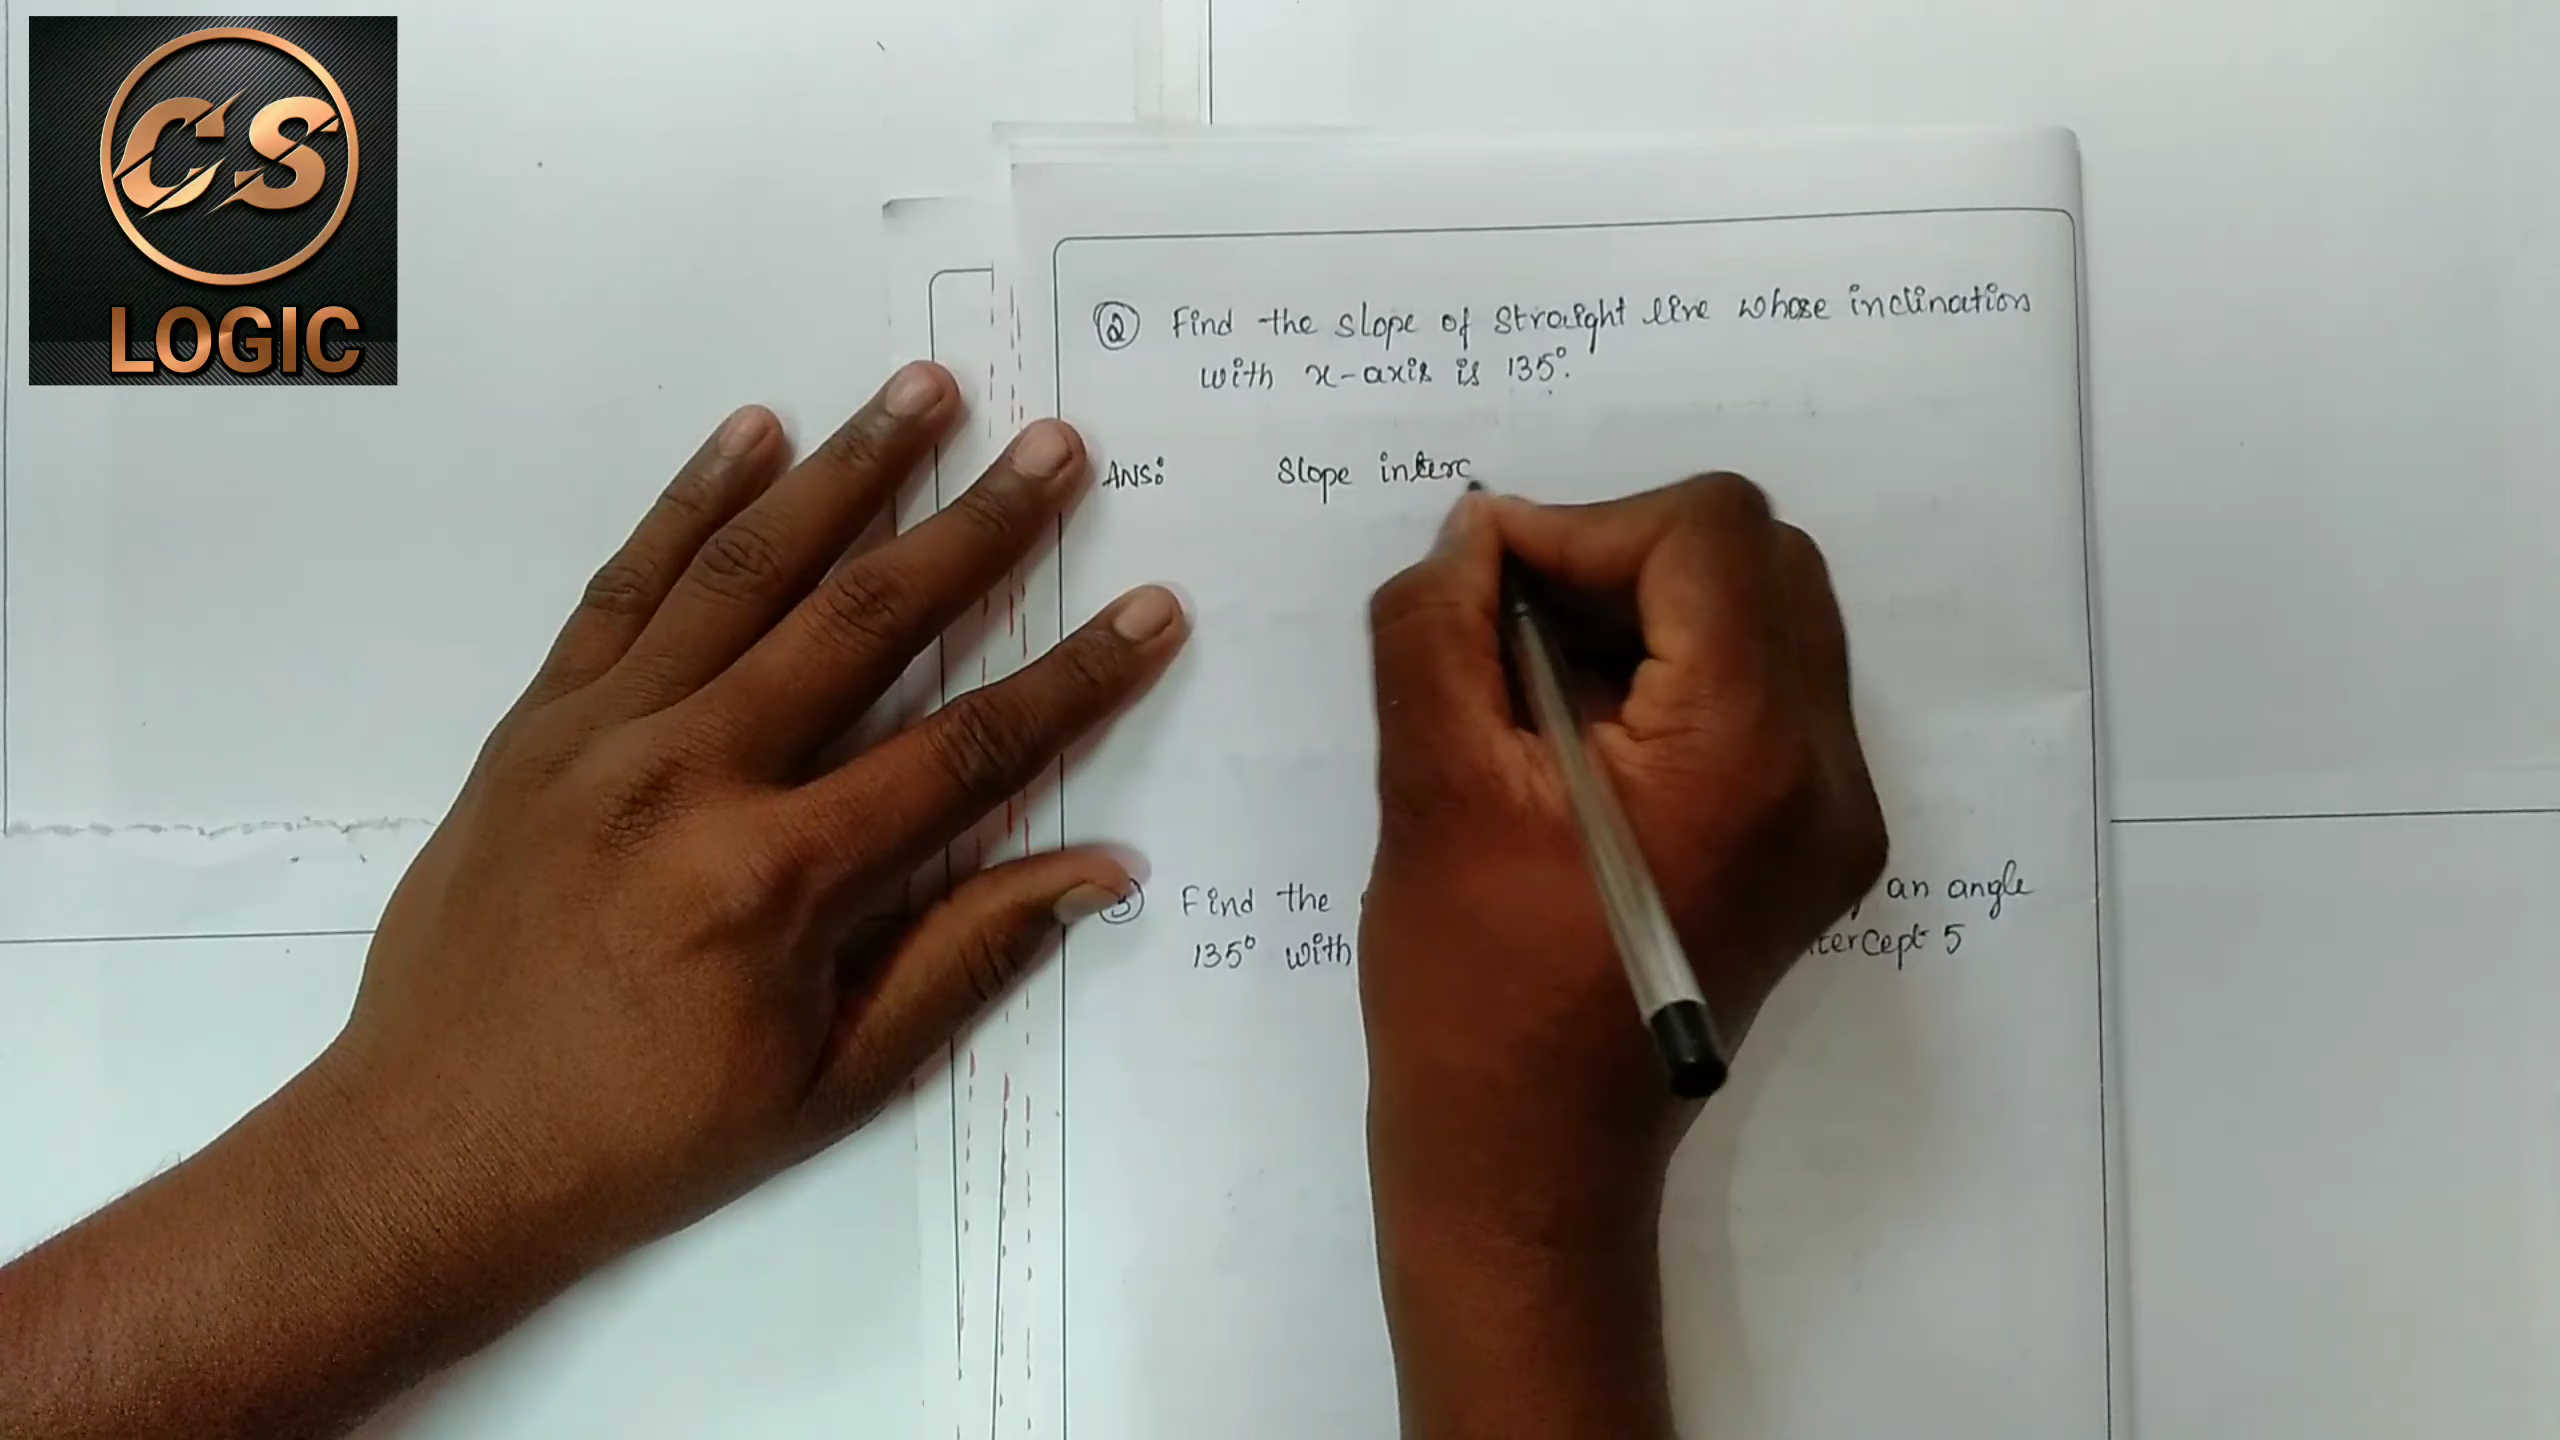 CS
LOGIC
② Find the slope of straight line whose inclination
with x-axis is 135°.
ANS: Slope interc
③ Find the an angle
135° with tercept 5